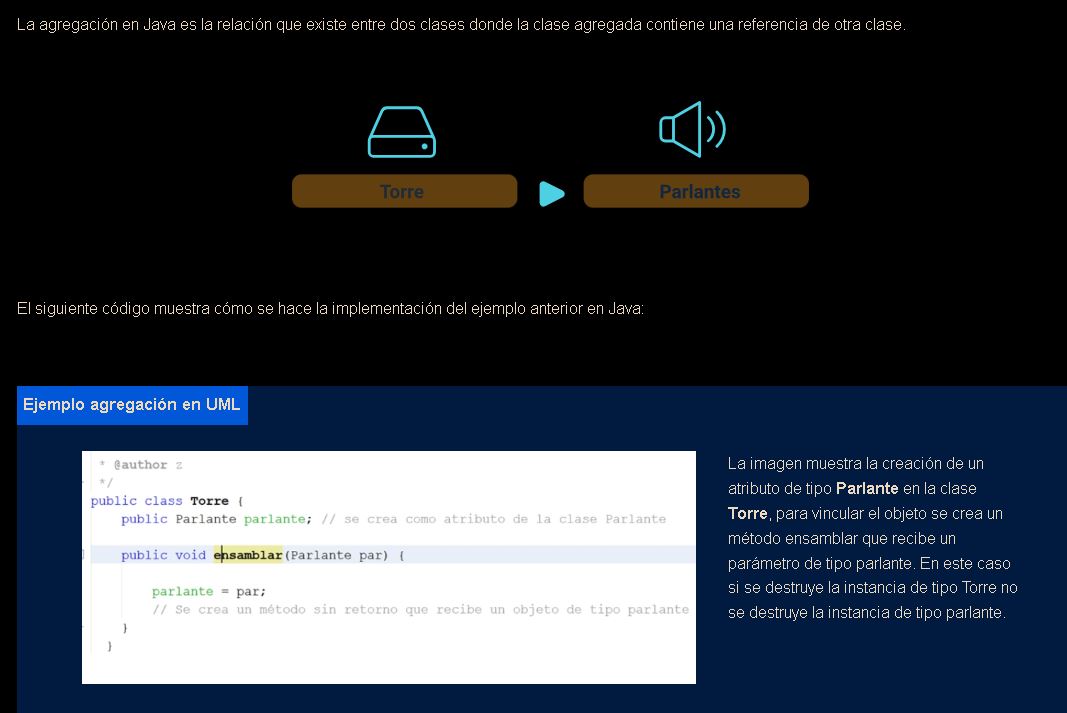 La agregación en Java es la relación que existe entre dos clases donde la clase agregada contiene una referencia de otra clase.
Torre
Parlantes
El siguiente código muestra cómo se hace la implementación del ejemplo anterior en Java:
Ejemplo agregación en UML
* @author z
*/
public class Torre {
public Parlante parlante; // se crea como atributo de la clase Parlante
public void ensamblar(Parlante par) {
parlante = par;
// Se crea un método sin retorno que recibe un objeto de tipo parlante
}
}
La imagen muestra la creación de un
atributo de tipo Parlante en la clase
Torre, para vincular el objeto se crea un
método ensamblar que recibe un
parámetro de tipo parlante. En este caso
si se destruye la instancia de tipo Torre no
se destruye la instancia de tipo parlante.